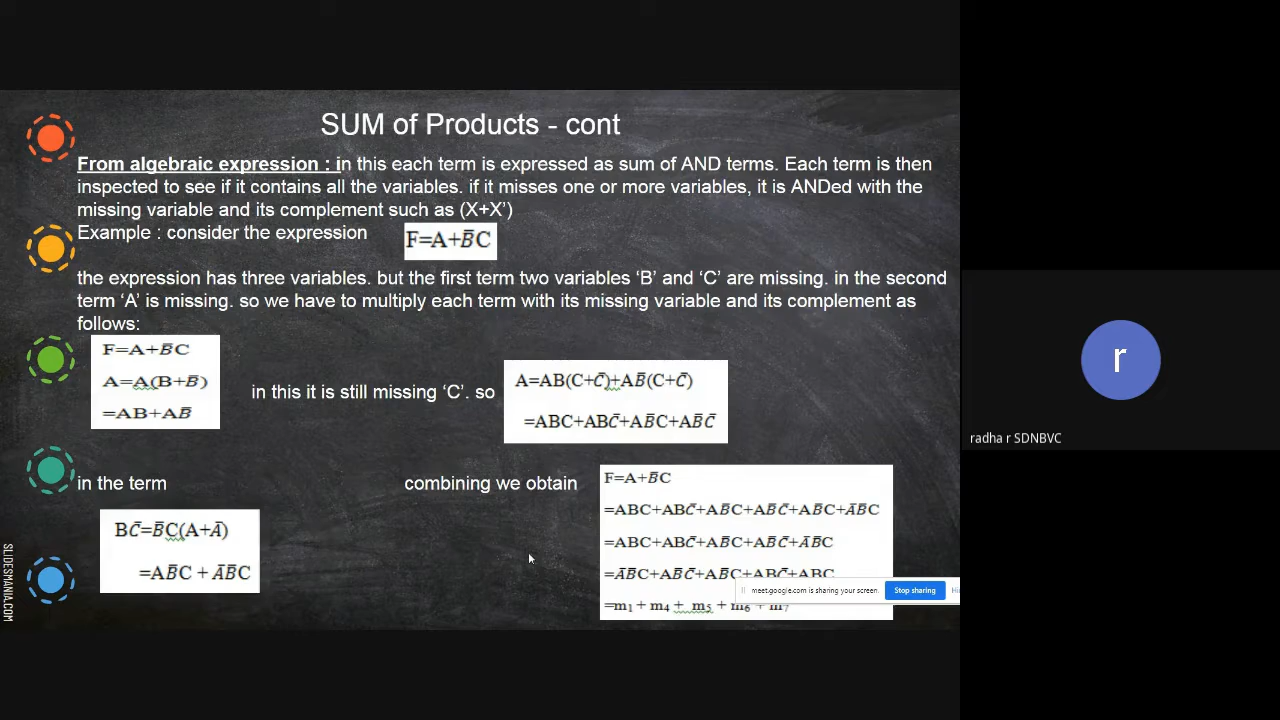 SUM of Products - cont
From algebraic expression : in this each term is expressed as sum of AND terms. Each term is then
inspected to see if it contains all the variables. if it misses one or more variables, it is ANDed with the
missing variable and its complement such as (X+X’)
Example : consider the expression
F=A+B̅C
the expression has three variables. but the first term two variables ‘B’ and ‘C’ are missing. in the second
term ‘A’ is missing. so we have to multiply each term with its missing variable and its complement as
follows:
F=A+B̅C
A=A(B+B̅)
=AB+AB̅
in this it is still missing ‘C’. so
A=AB(C+C̅)+AB̅(C+C̅)
=ABC+ABC̅+AB̅C+AB̅C̅
in the term
BC̅=B̅C(A+A̅)
=AB̅C + A̅B̅C
combining we obtain
F=A+B̅C
=ABC+ABC̅+AB̅C+AB̅C̅+AB̅C+A̅B̅C
=ABC+ABC̅+AB̅C+AB̅C̅+A̅B̅C
=A̅B̅C+AB̅C̅+AB̅C+ABC̅+ABC
=m₁ + m₄ + m₅ + m₆ + m₇
meet.google.com is sharing your screen.
Stop sharing
SLIDESMANIA.COM
r
radha r SDNBVC